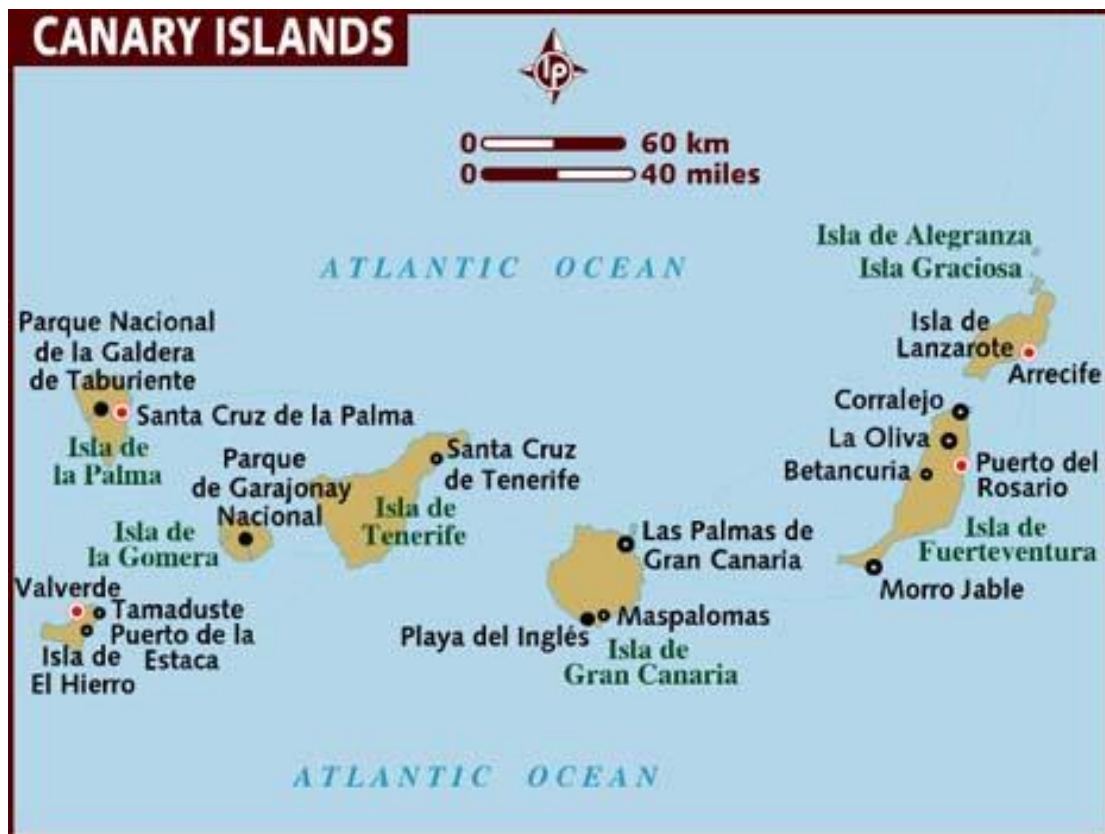 CANARY ISLANDS
lp
0 60 km
0 40 miles
Isla de Alegranza
Isla Graciosa
ATLANTIC OCEAN
Parque Nacional
de la Galdera
de Taburiente
Isla de
Lanzarote
Arrecife
Santa Cruz de la Palma
Corralejo
Isla de
la Palma
Parque
de Garajonay
Nacional
Santa Cruz
de Tenerife
La Oliva
Betancuria
Puerto del
Rosario
Isla de
Tenerife
Isla de
la Gomera
Las Palmas de
Gran Canaria
Isla de
Fuerteventura
Morro Jable
Valverde
Tamaduste
Puerto de la
Estaca
Isla de
El Hierro
Maspalomas
Playa del Inglés
Isla de
Gran Canaria
ATLANTIC OCEAN